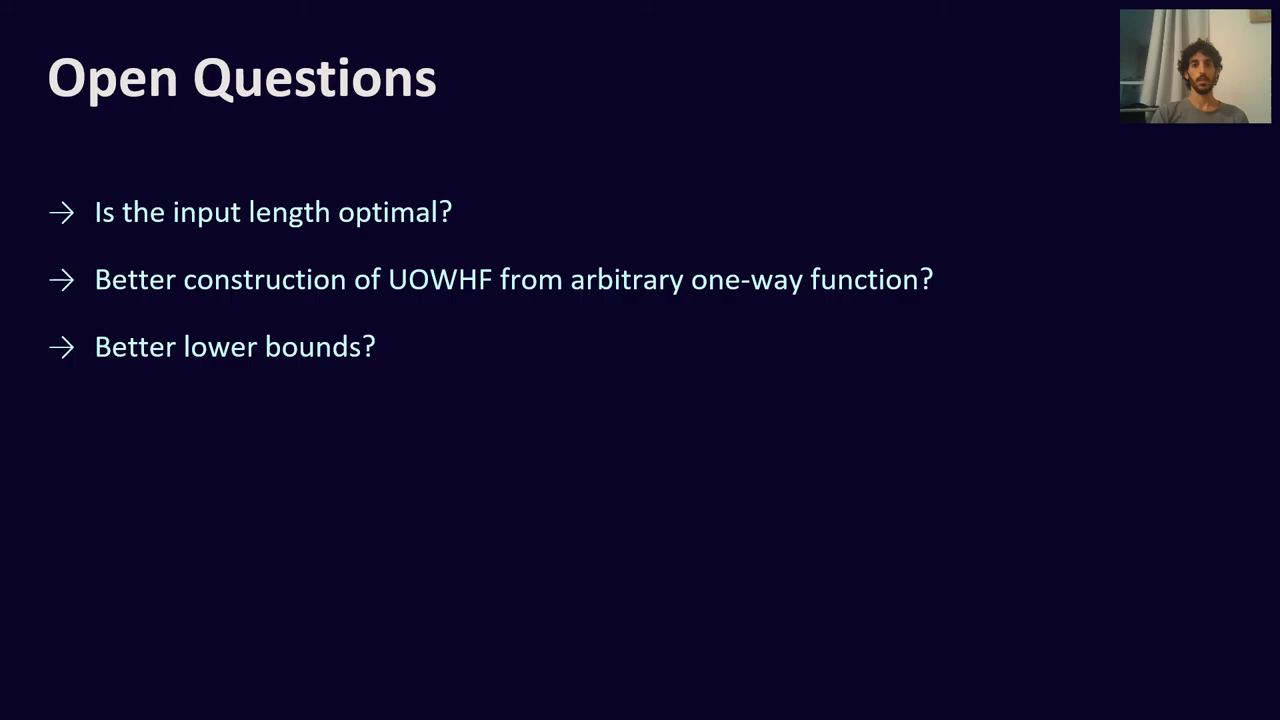 Open Questions
→ Is the input length optimal?
→ Better construction of UOWHF from arbitrary one-way function?
→ Better lower bounds?